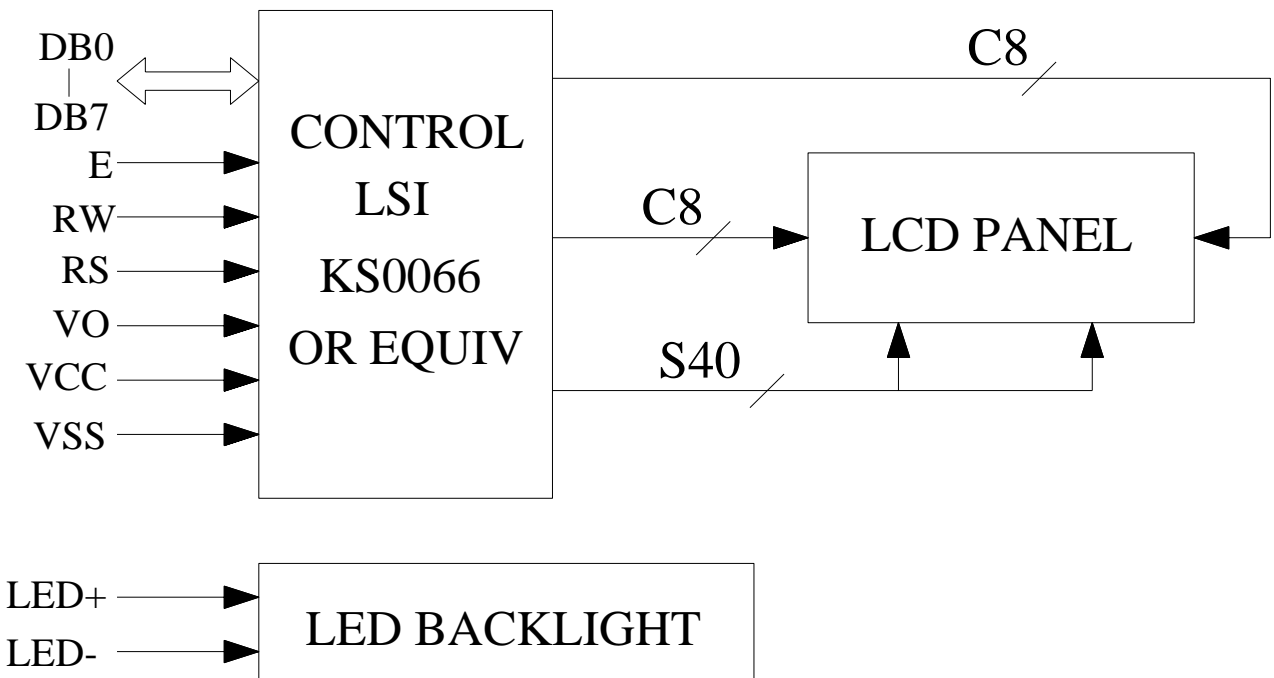 DB0
DB7
E
RW
RS
VO
VCC
VSS
CONTROL
LSI
KS0066
OR EQUIV
C8
C8
S40
LCD PANEL
LED+
LED-
LED BACKLIGHT